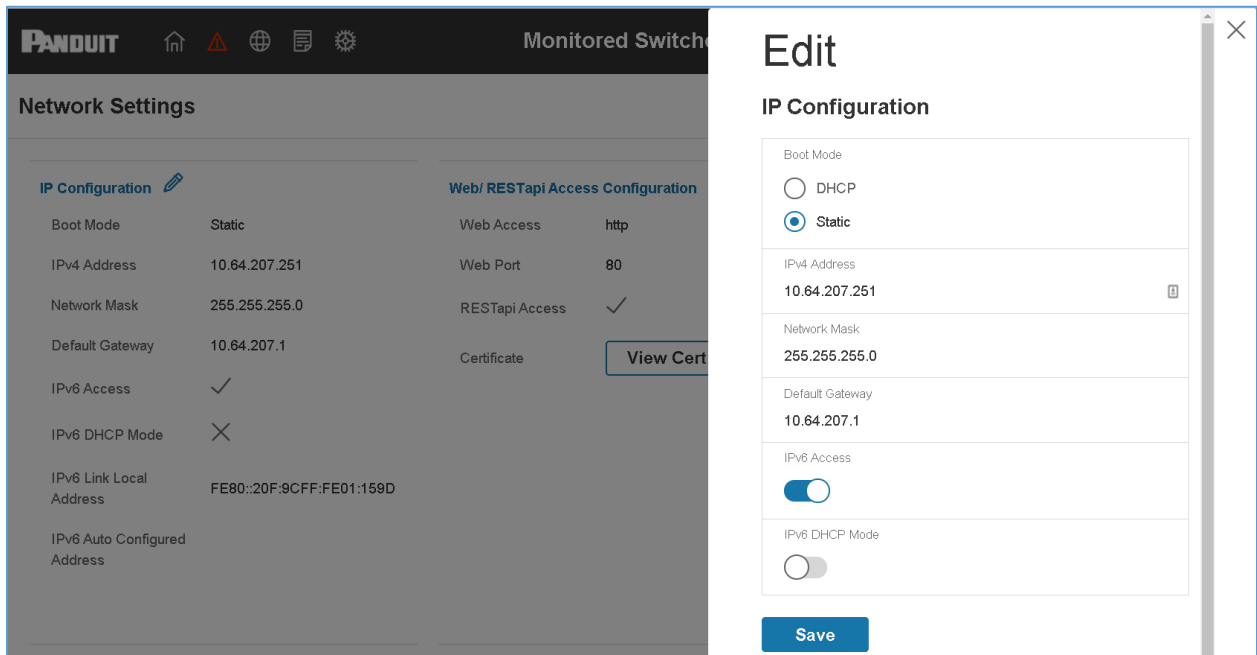 PANDUIT
Monitored Switche
Network Settings
IP Configuration
Boot Mode Static
IPv4 Address 10.64.207.251
Network Mask 255.255.255.0
Default Gateway 10.64.207.1
IPv6 Access
IPv6 DHCP Mode
IPv6 Link Local
Address
FE80::20F:9CFF:FE01:159D
IPv6 Auto Configured
Address
Web/ RESTapi Access Configuration
Web Access http
Web Port 80
RESTapi Access
Certificate View Cert
Edit
IP Configuration
Boot Mode
DHCP
Static
IPv4 Address
10.64.207.251
Network Mask
255.255.255.0
Default Gateway
10.64.207.1
IPv6 Access
IPv6 DHCP Mode
Save